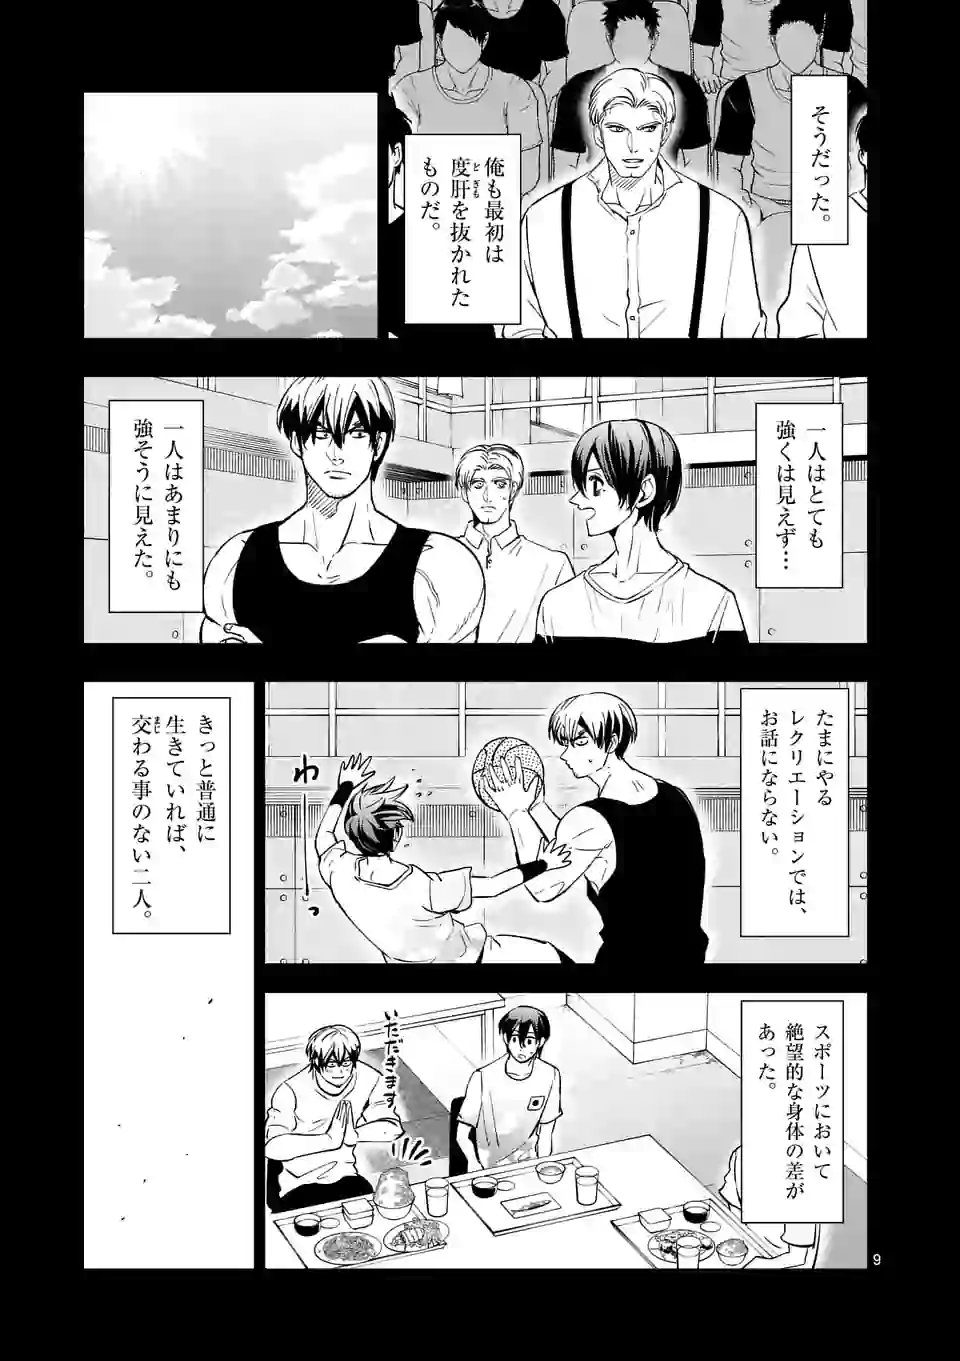 そうだった。
俺も最初は
度肝を抜かれた
ものだ。
一人はとても
強くは見えず…
一人はあまりにも
強そうに見えた。
たまにやる
レクリエーションでは、
お話にならない。
わーっ
きっと普通に
生きていれば、
交わる事のない二人。
スポーツにおいて
絶望的な身体の差が
あった。
いただきます
9